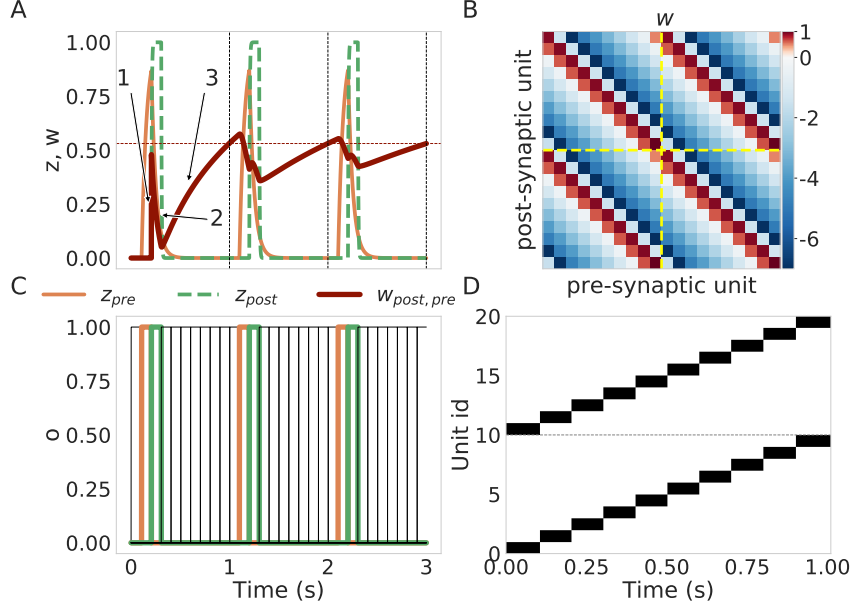 A
1.00
0.75
0.50
0.25
0.00
z, w
1
3
2
B
w
post-synaptic unit
pre-synaptic unit
1
0
-2
-4
-6
C
z_pre
z_post
w_post, pre
1.00
0.75
0.50
0.25
0.00
o
0
1
2
3
Time (s)
D
20
15
10
5
0
Unit id
0.00
0.25
0.50
0.75
1.00
Time (s)